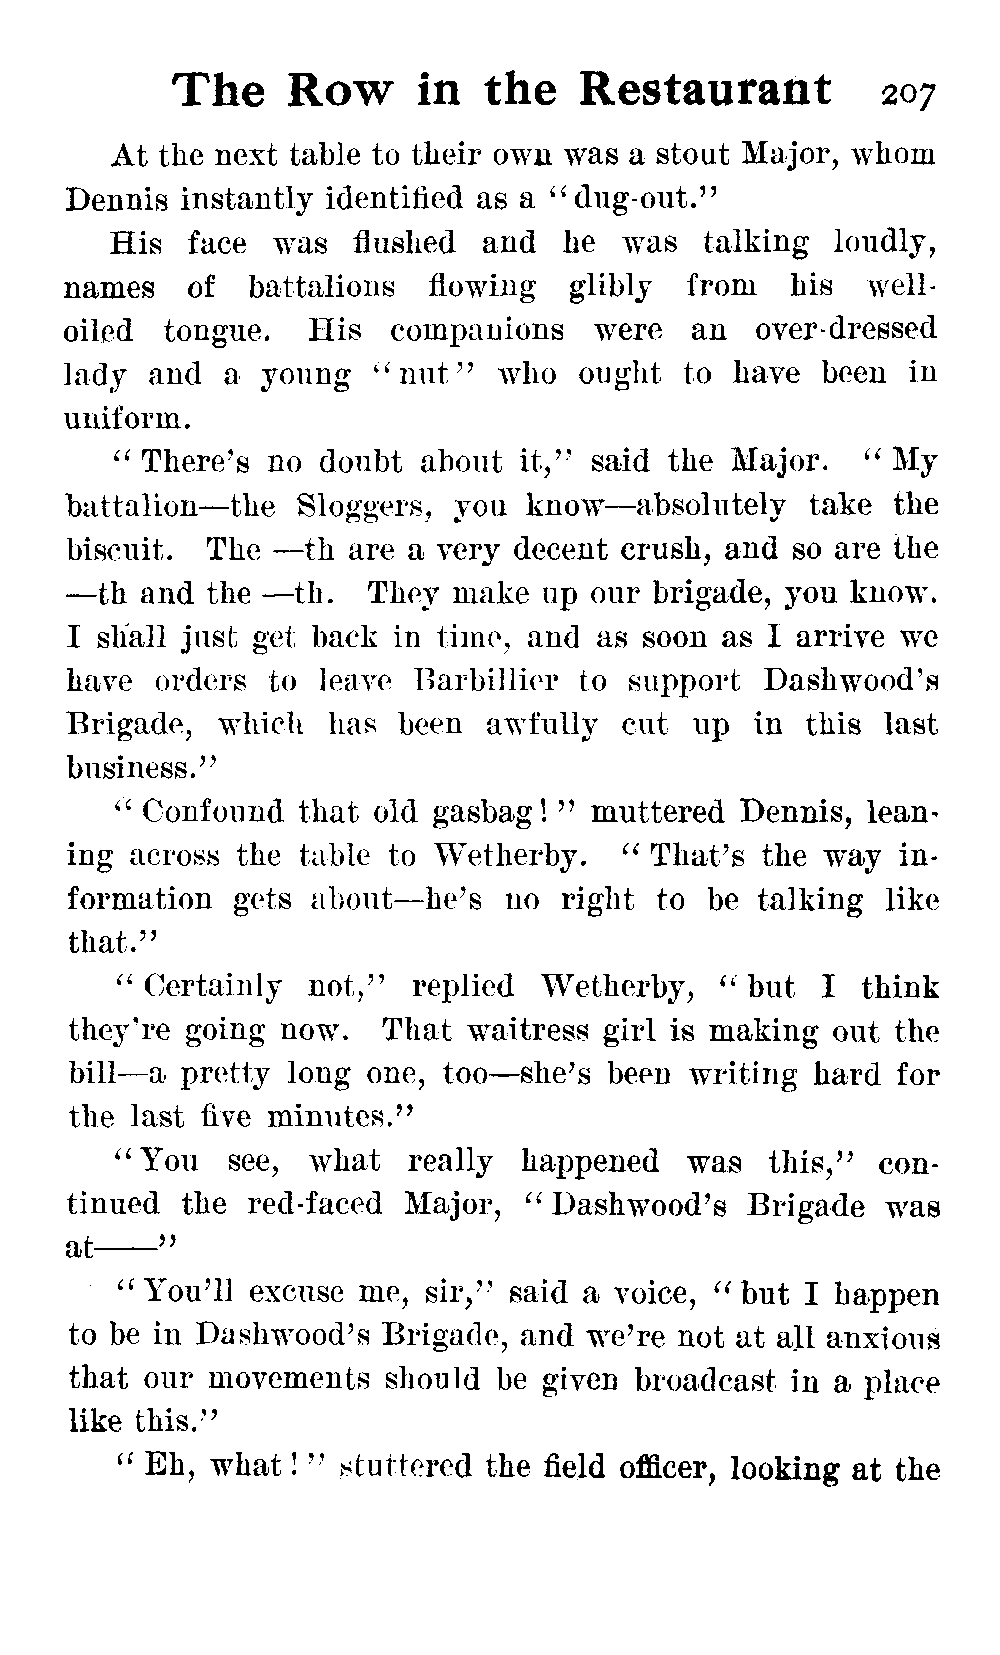 The Row in the Restaurant 207
At the next table to their own was a stout Major, whom
Dennis instantly identified as a “dug-out.”
His face was flushed and he was talking loudly,
names of battalions flowing glibly from his well-
oiled tongue. His companions were an over-dressed
lady and a young “nut” who ought to have been in
uniform.
“There’s no doubt about it,” said the Major. “My
battalion—the Sloggers, you know—absolutely take the
biscuit. The —th are a very decent crush, and so are the
—th and the —th. They make up our brigade, you know.
I shall just get back in time, and as soon as I arrive we
have orders to leave Barbillier to support Dashwood’s
Brigade, which has been awfully cut up in this last
business.”
“Confound that old gasbag!” muttered Dennis, lean-
ing across the table to Wetherby. “That’s the way in-
formation gets about—he’s no right to be talking like
that.”
“Certainly not,” replied Wetherby, “but I think
they’re going now. That waitress girl is making out the
bill—a pretty long one, too—she’s been writing hard for
the last five minutes.”
“You see, what really happened was this,” con-
tinued the red-faced Major, “Dashwood’s Brigade was
at——”
“You’ll excuse me, sir,” said a voice, “but I happen
to be in Dashwood’s Brigade, and we’re not at all anxious
that our movements should be given broadcast in a place
like this.”
“Eh, what!” stuttered the field officer, looking at the